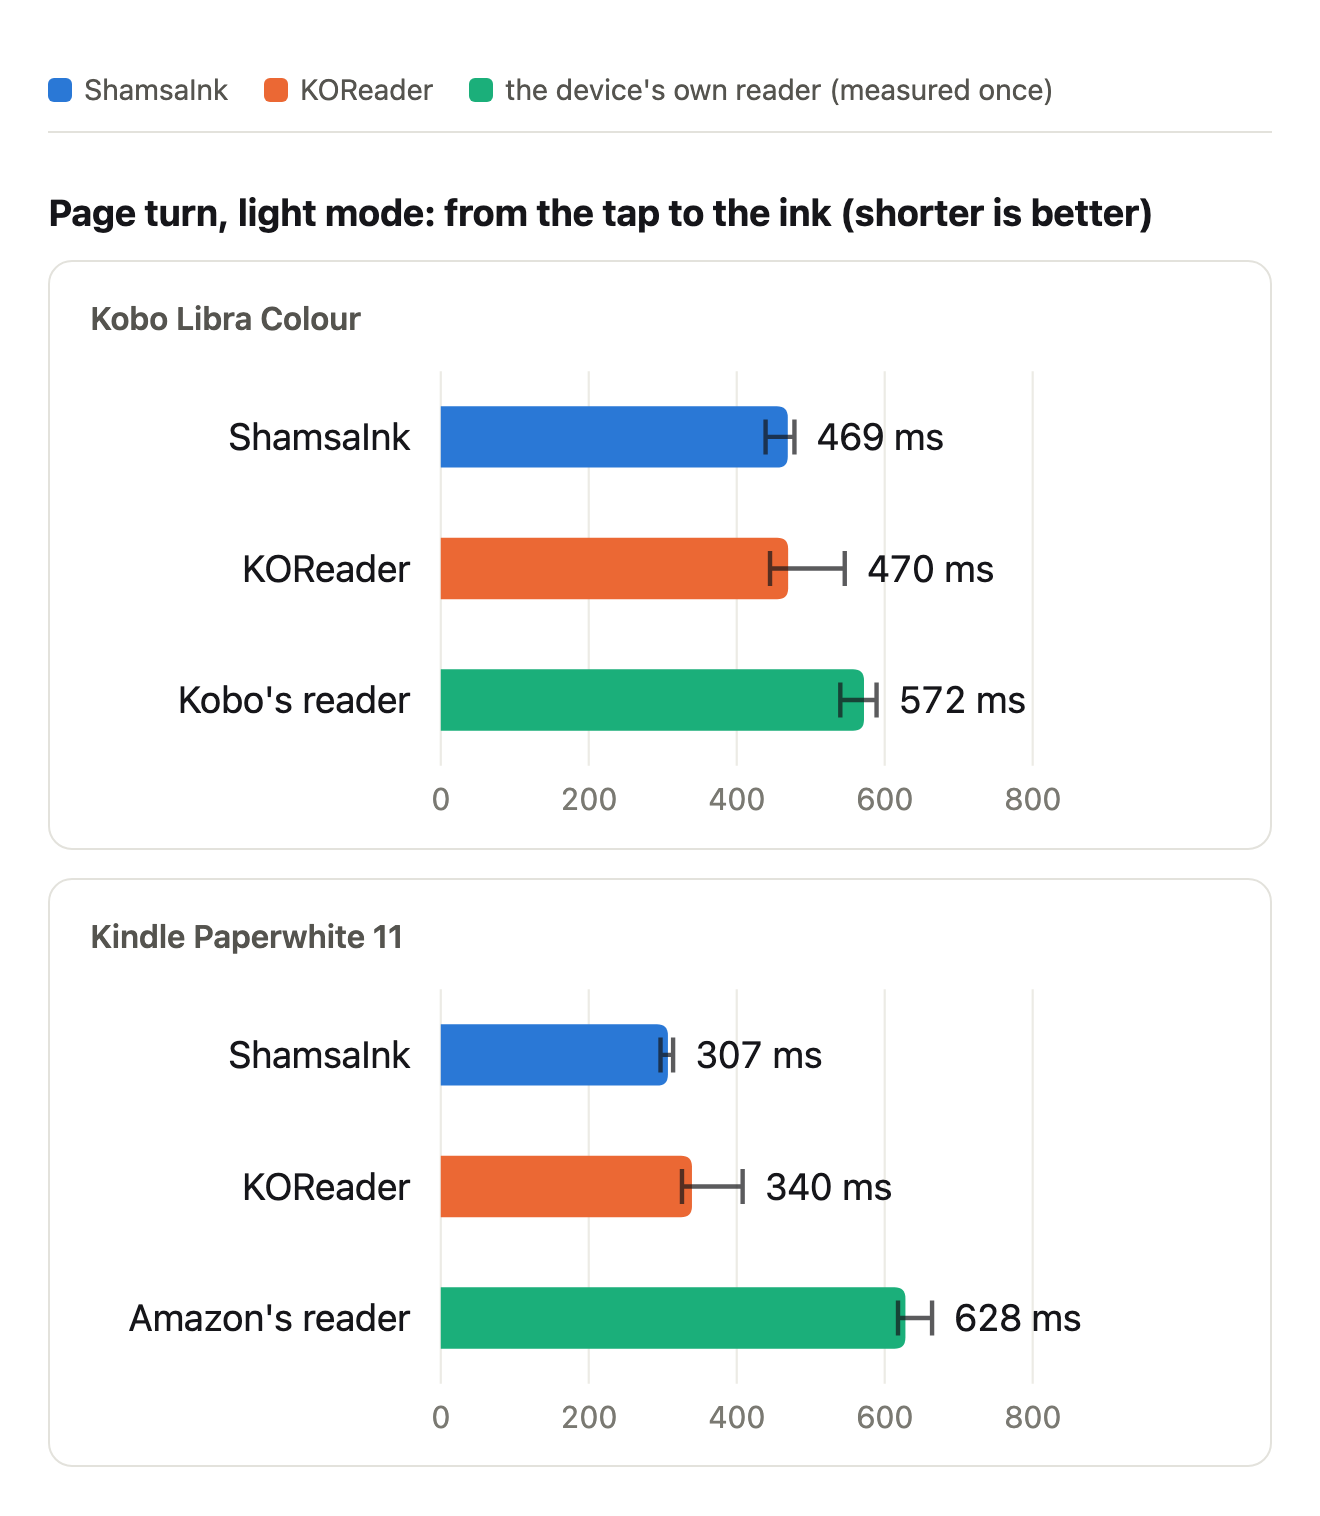 ShamsaInk KOReader the device's own reader (measured once)
Page turn, light mode: from the tap to the ink (shorter is better)
Kobo Libra Colour
ShamsaInk 469 ms
KOReader 470 ms
Kobo's reader 572 ms
0 200 400 600 800
Kindle Paperwhite 11
ShamsaInk 307 ms
KOReader 340 ms
Amazon's reader 628 ms
0 200 400 600 800